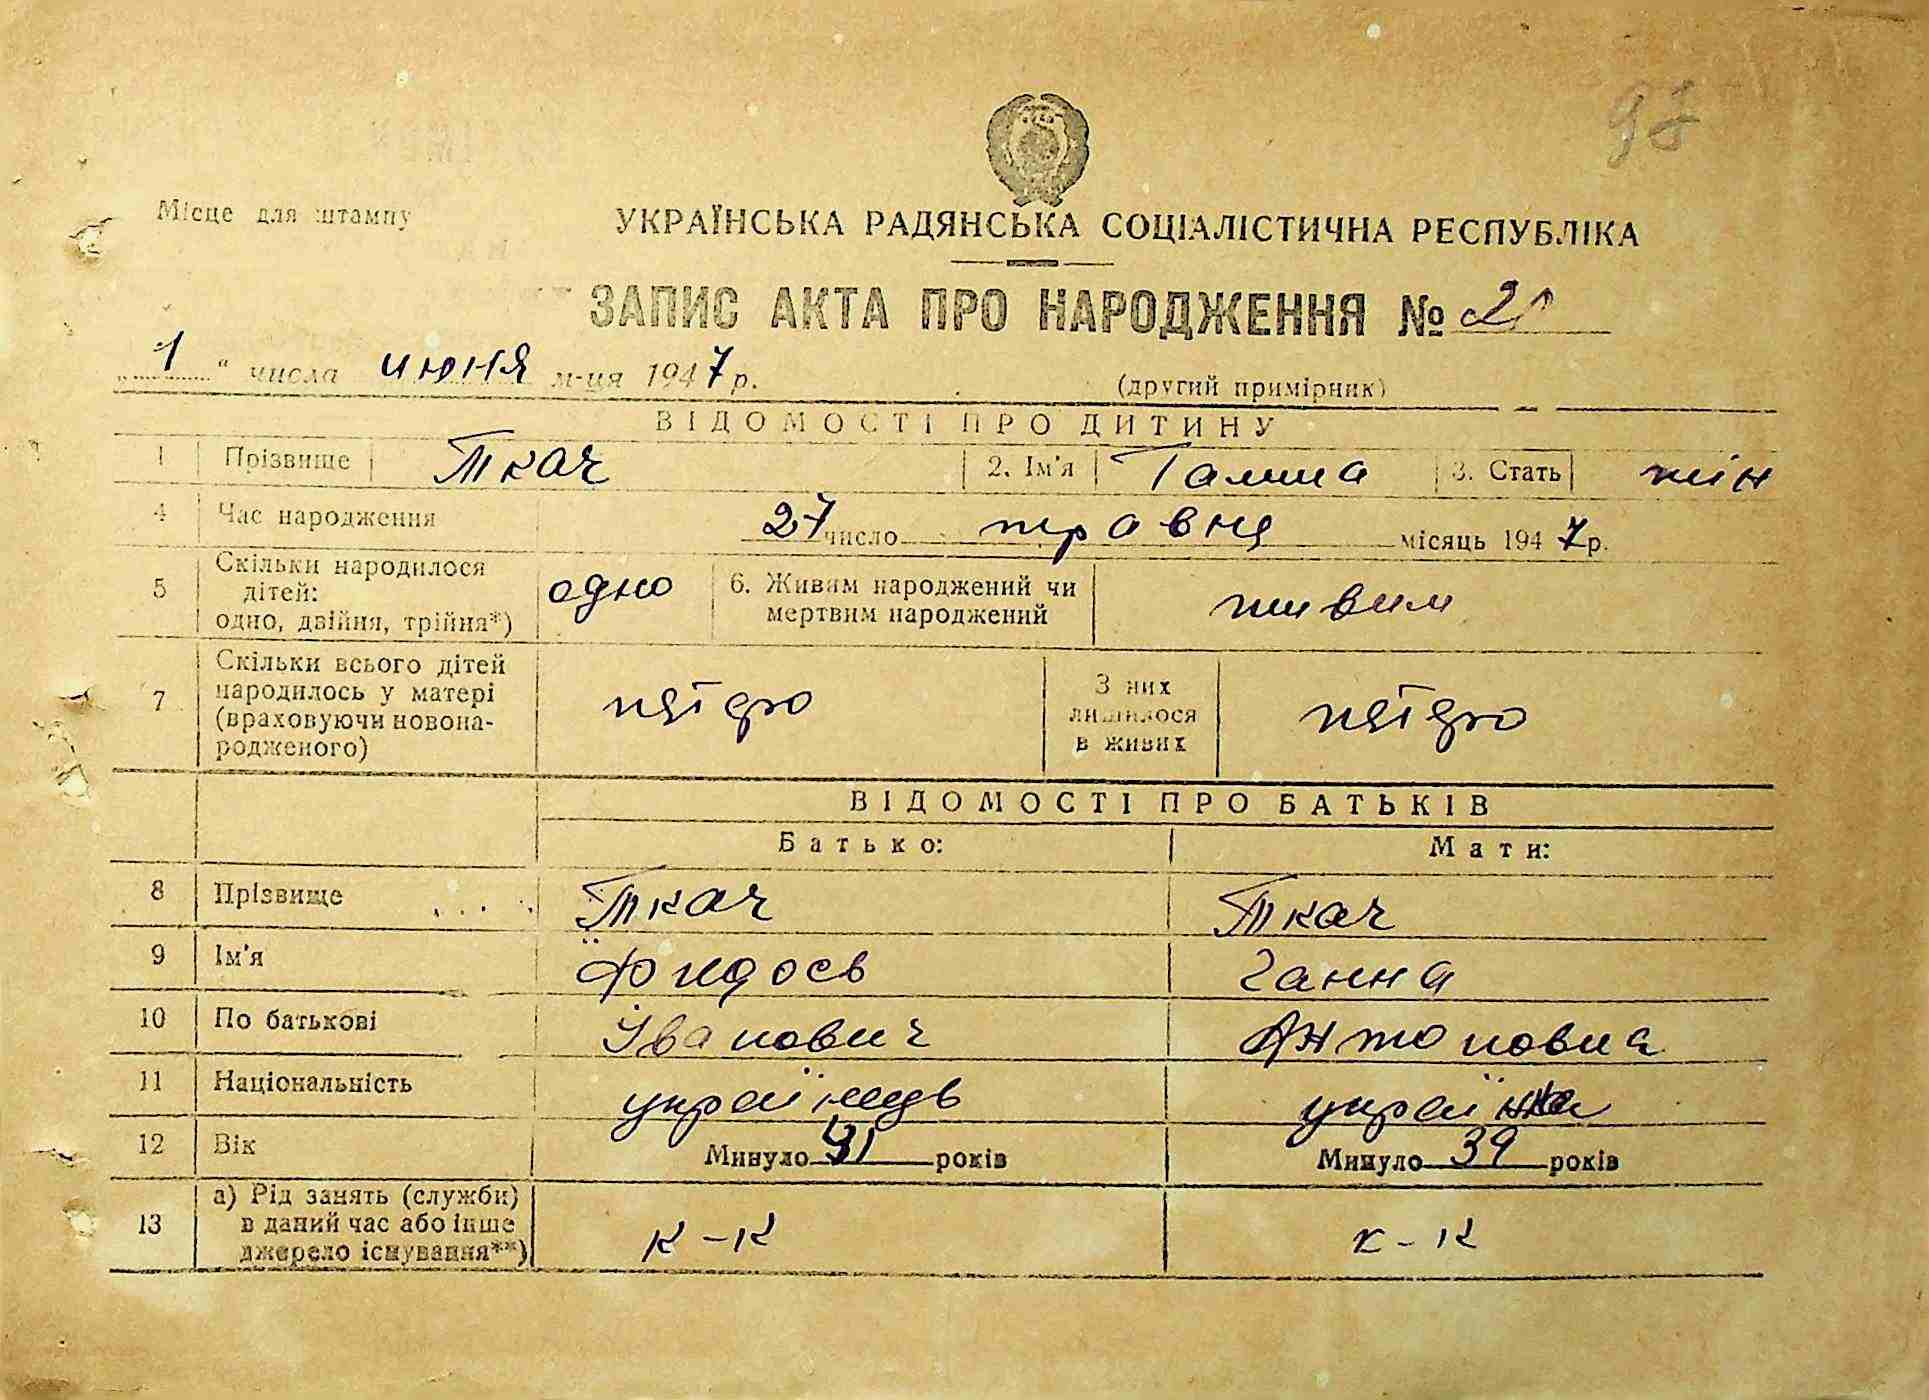 97
Місце для штампу
УКРАЇНСЬКА РАДЯНСЬКА СОЦІАЛІСТИЧНА РЕСПУБЛІКА
ЗАПИС АКТА ПРО НАРОДЖЕННЯ №
„1“ числа июня м-ця 1947 р.
(другий примірник)
ВІДОМОСТІ ПРО ДИТИНУ
1 Прізвище Ткач 2. Ім'я Галина 3. Стать жін
4 Час народження 27 число травня місяць 1947 р.
5 Скільки народилося дітей: одно, двійня, трійня*) одно 6. Живим народжений чи мертвим народжений живим
7 Скільки всього дітей народилось у матері (враховуючи новонародженого) пятеро З них лишилося в живих пятеро
ВІДОМОСТІ ПРО БАТЬКІВ
Батько: Мати:
8 Прізвище Ткач Ткач
9 Ім'я Фидось Ганна
10 По батькові Іванович Антоновна
11 Національність українець українка
12 Вік Минуло років Минуло 39 років
13 а) Рід занять (служби) в даний час або інше джерело існування**) к-к к-к